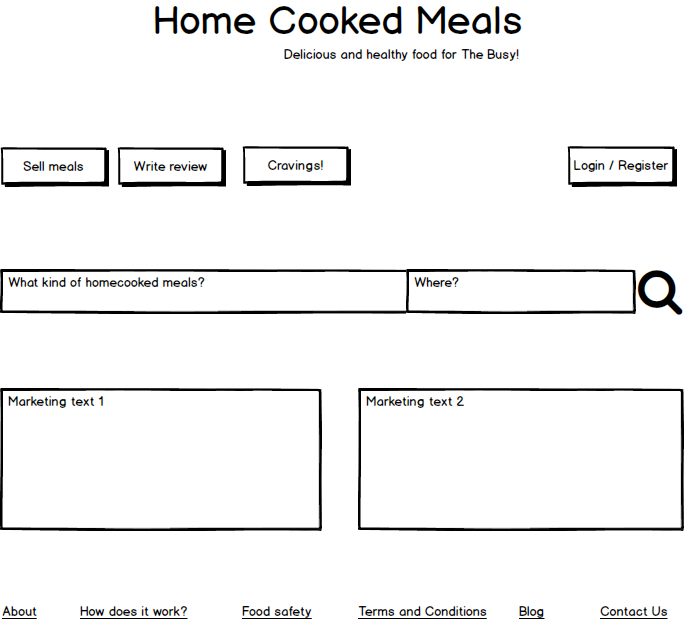 Home Cooked Meals
Delicious and healthy food for The Busy!
Sell meals
Write review
Cravings!
Login / Register
What kind of homecooked meals?
Where?
Marketing text 1
Marketing text 2
About
How does it work?
Food safety
Terms and Conditions
Blog
Contact Us